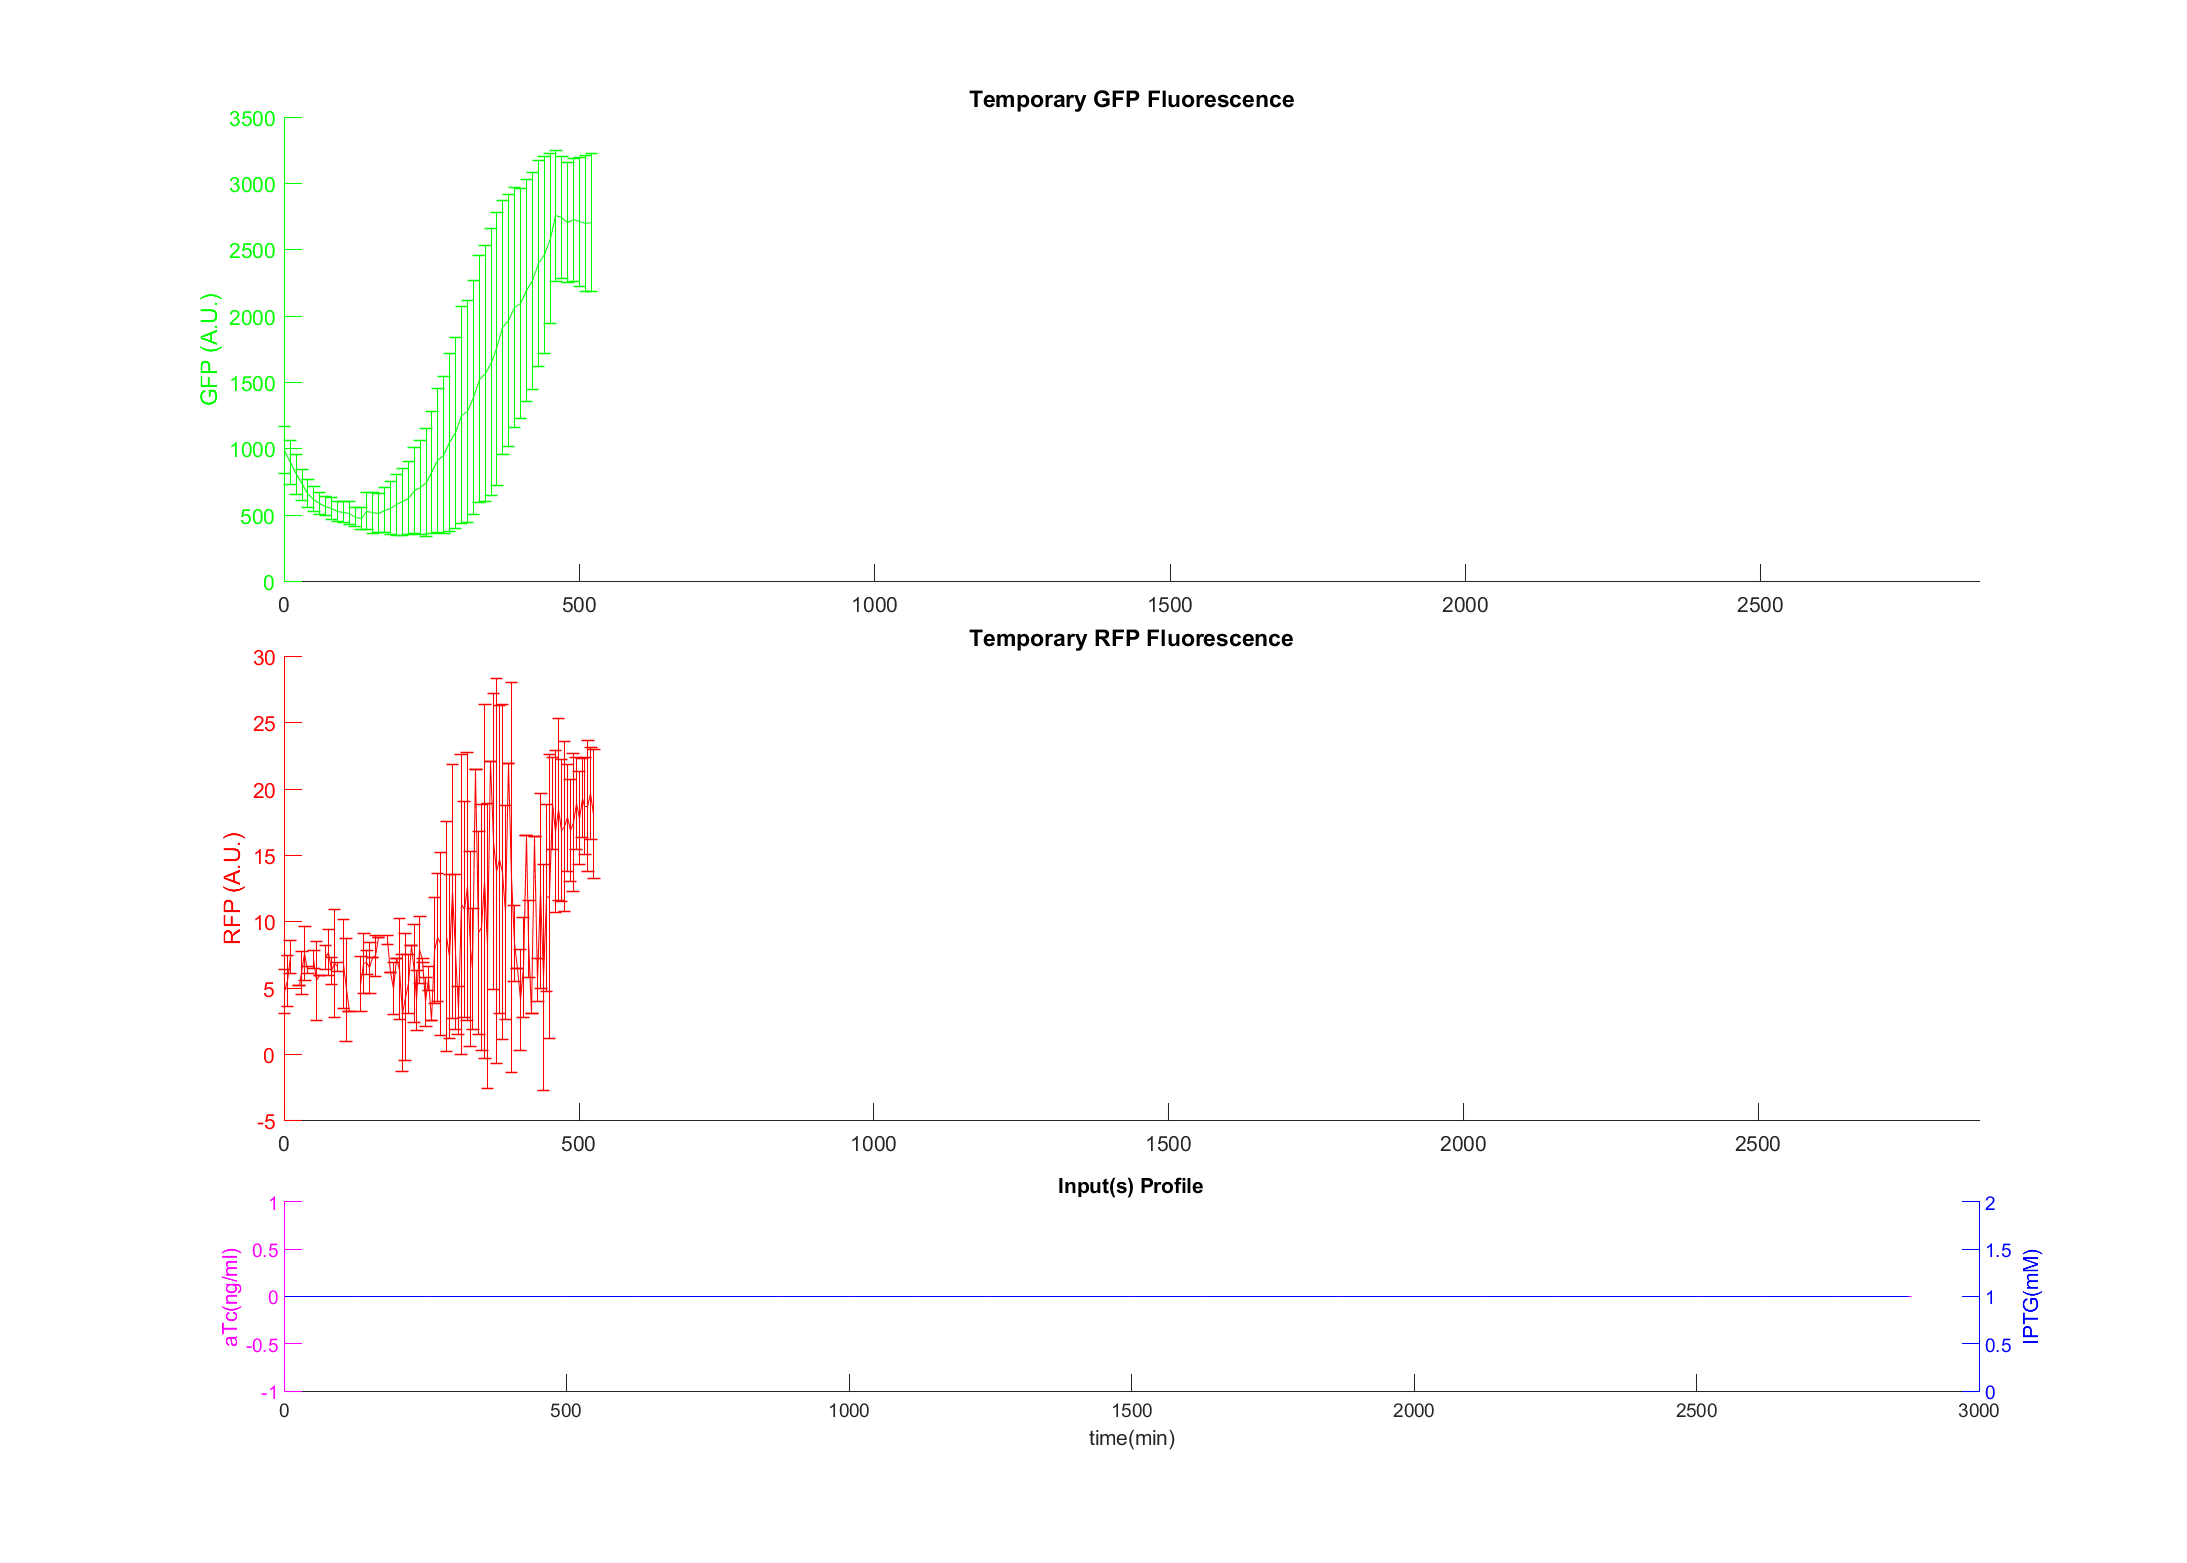 Temporary GFP Fluorescence
3500
3000
2500
2000
1500
1000
500
0
GFP (A.U.)
0 500 1000 1500 2000 2500
Temporary RFP Fluorescence
30
25
20
15
10
5
0
-5
RFP (A.U.)
0 500 1000 1500 2000 2500
Input(s) Profile
1
0.5
0
-0.5
-1
aTc(ng/ml)
2
1.5
1
0.5
0
IPTG(mM)
0 500 1000 1500 2000 2500 3000
time(min)